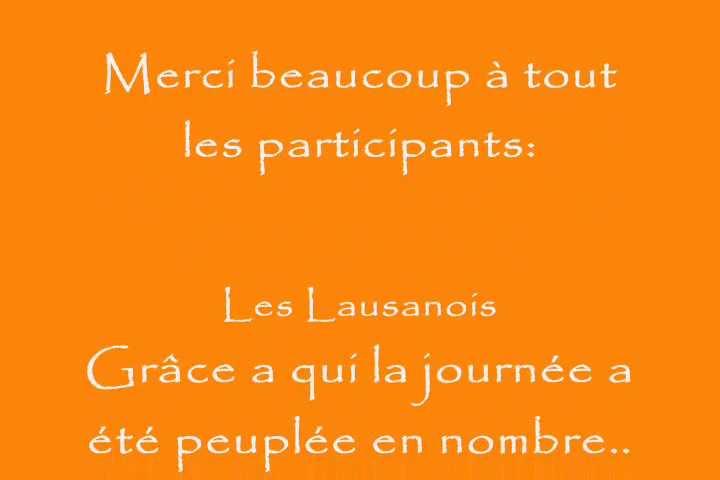 Merci beaucoup à tout
les participants:
Les Lausanois
Grâce a qui la journée a
été peuplée en nombre..